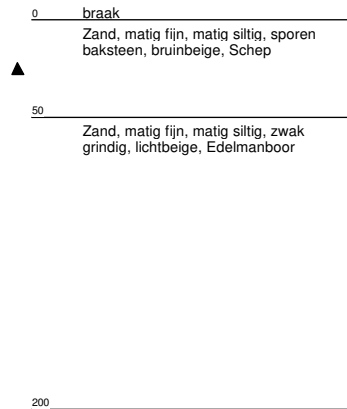 0 braak
Zand, matig fijn, matig siltig, sporen
baksteen, bruinbeige, Schep
50
Zand, matig fijn, matig siltig, zwak
grindig, lichtbeige, Edelmanboor
200